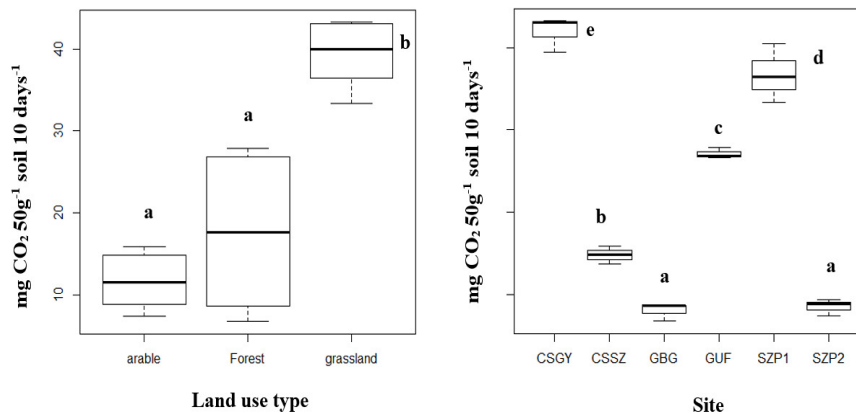 mg CO₂ 50g⁻¹ soil 10 days⁻¹
40
30
20
10
a
a
b
arable Forest grassland
Land use type
mg CO₂ 50g⁻¹ soil 10 days⁻¹
e
b
a
c
d
a
CSGY CSSZ GBG GUF SZP1 SZP2
Site